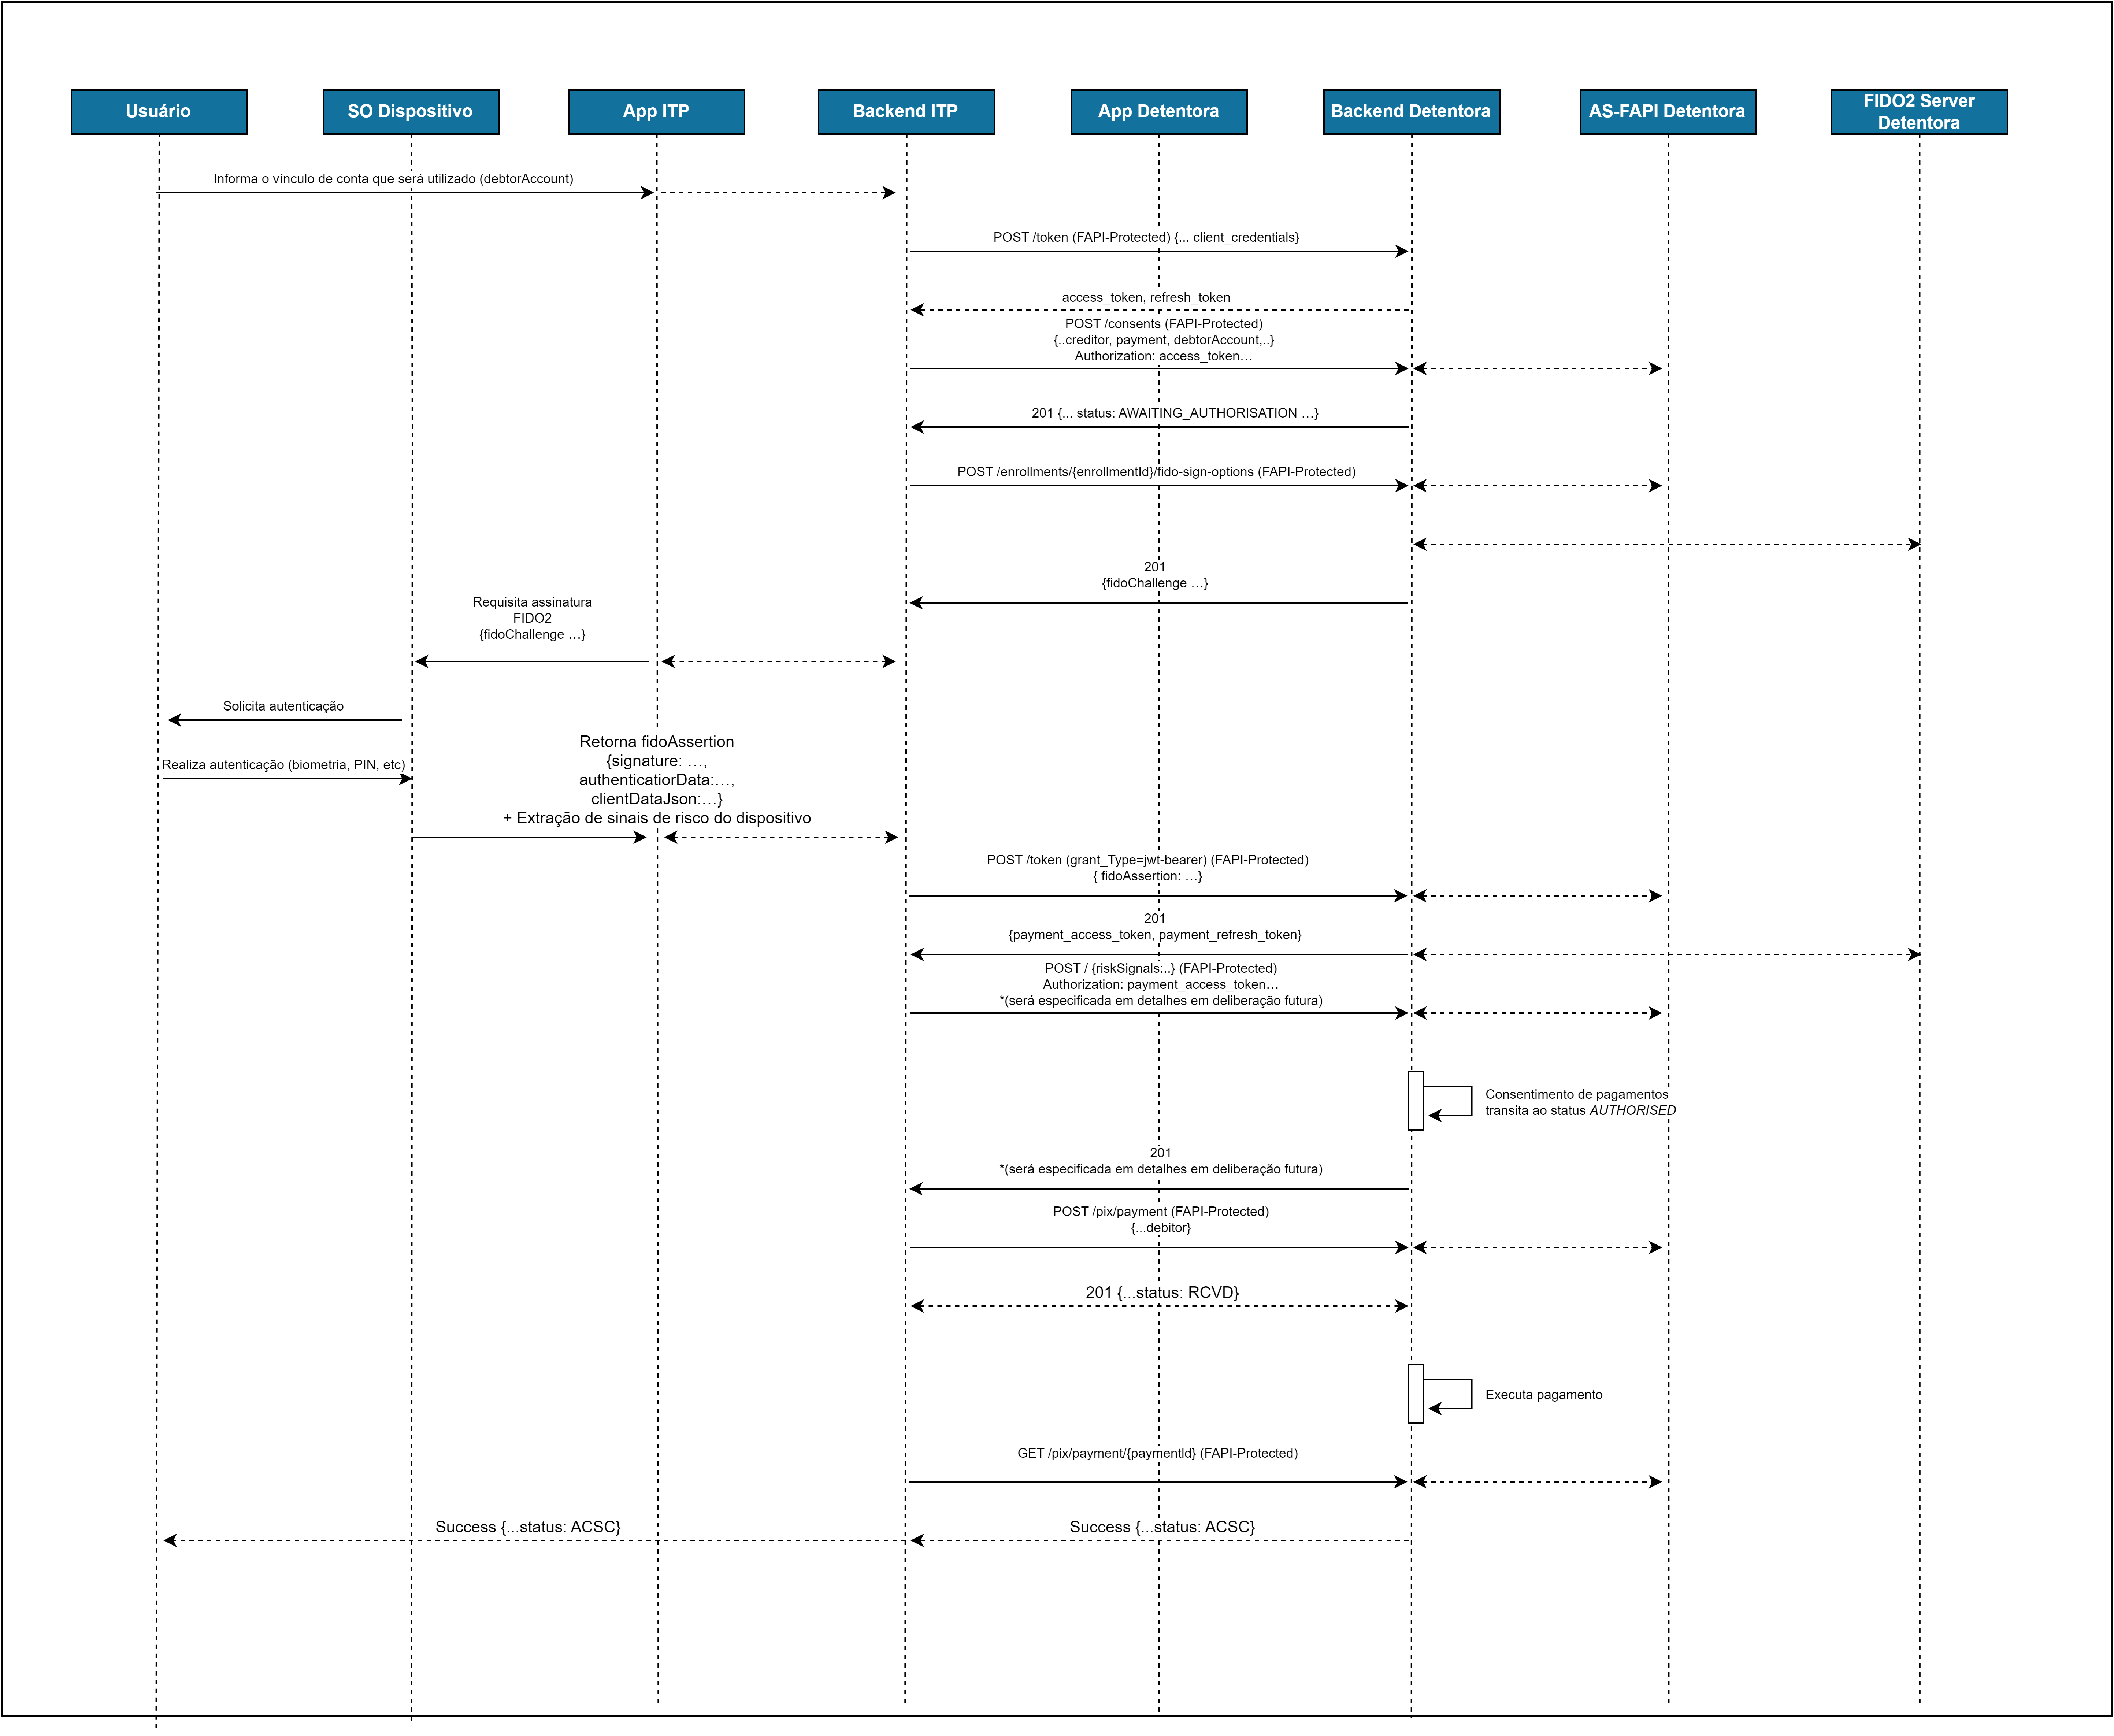 Usuário
SO Dispositivo
App ITP
Backend ITP
App Detentora
Backend Detentora
AS-FAPI Detentora
FIDO2 Server
Detentora
Informa o vínculo de conta que será utilizado (debtorAccount)
POST /token (FAPI-Protected) {... client_credentials}
access_token, refresh_token
POST /consents (FAPI-Protected)
{..creditor, payment, debtorAccount,..}
Authorization: access_token…
201 {... status: AWAITING_AUTHORISATION …}
POST /enrollments/{enrollmentId}/fido-sign-options (FAPI-Protected)
201
{fidoChallenge …}
Requisita assinatura
FIDO2
{fidoChallenge …}
Solicita autenticação
Realiza autenticação (biometria, PIN, etc)
Retorna fidoAssertion
{signature: …,
authenticatiorData:…,
clientDataJson:…}
+ Extração de sinais de risco do dispositivo
POST /token (grant_Type=jwt-bearer) (FAPI-Protected)
{ fidoAssertion: …}
201
{payment_access_token, payment_refresh_token}
POST / {riskSignals:..} (FAPI-Protected)
Authorization: payment_access_token…
*(será especificada em detalhes em deliberação futura)
Consentimento de pagamentos
transita ao status AUTHORISED
201
*(será especificada em detalhes em deliberação futura)
POST /pix/payment (FAPI-Protected)
{...debitor}
201 {...status: RCVD}
Executa pagamento
GET /pix/payment/{paymentId} (FAPI-Protected)
Success {...status: ACSC}
Success {...status: ACSC}